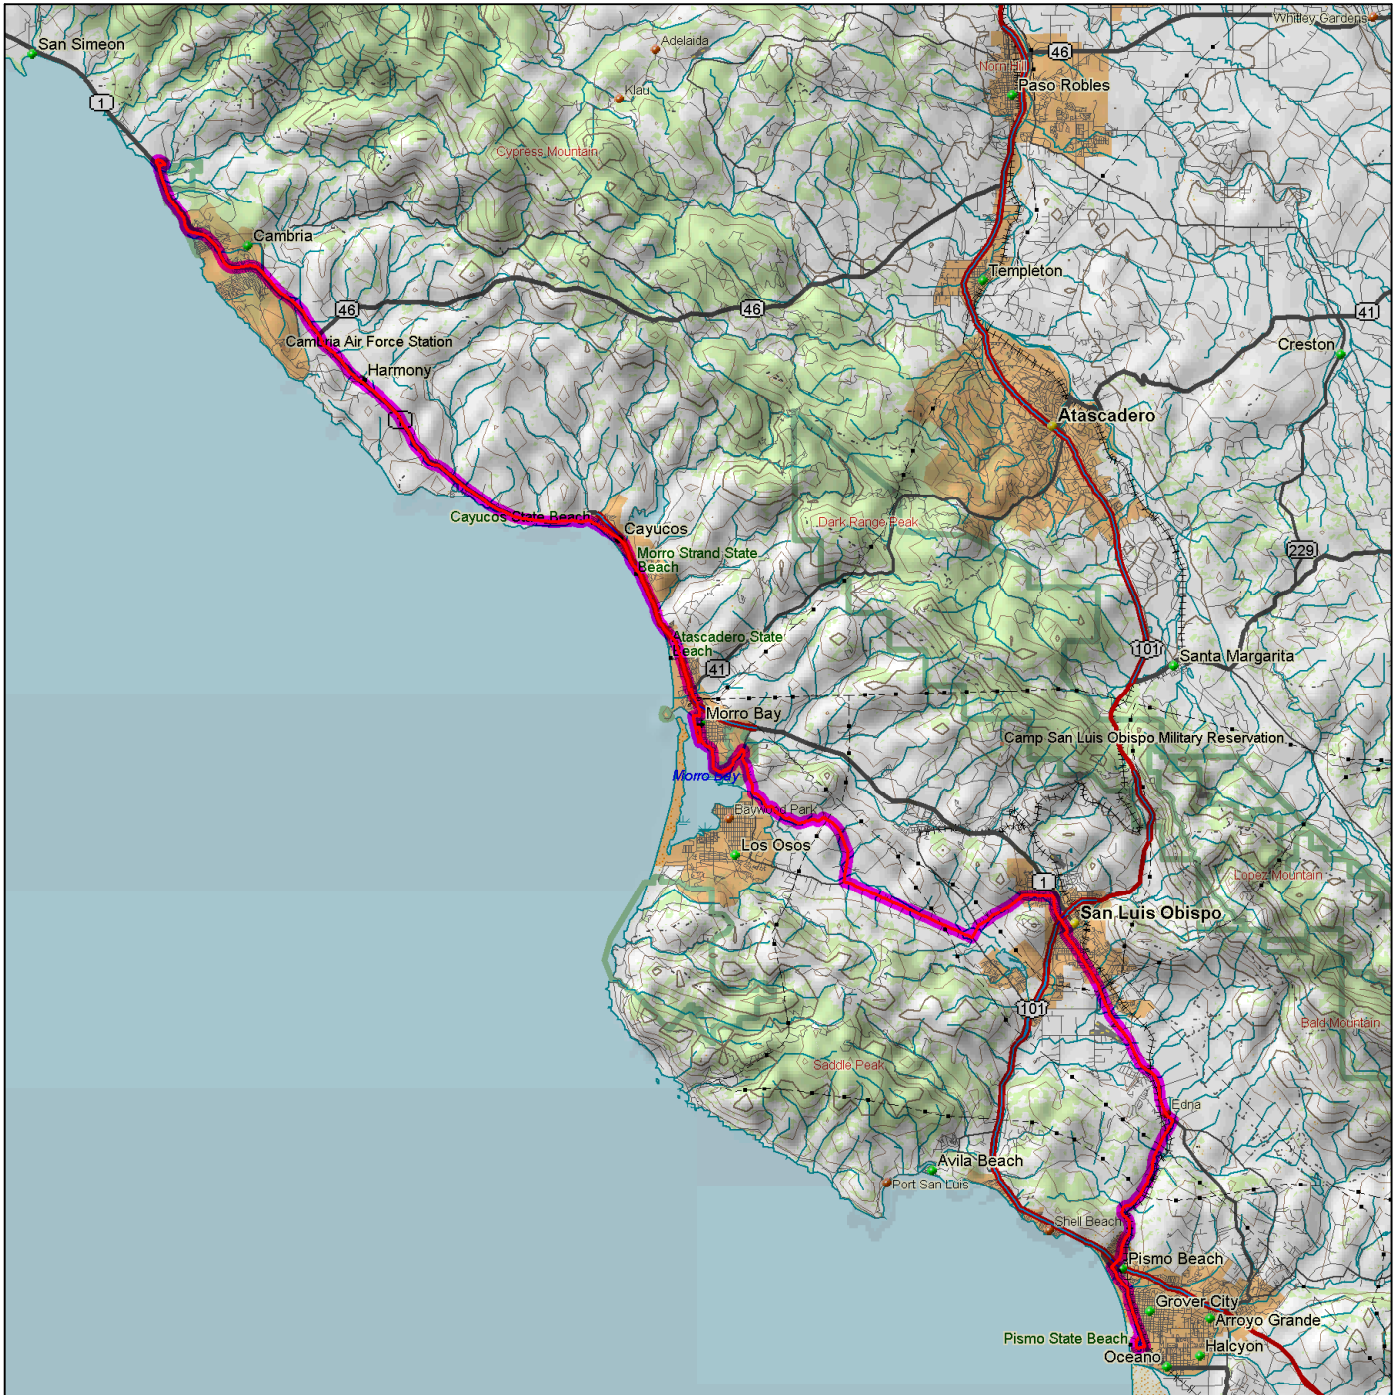 Whitley Gardens
San Simeon
Adelaida
46
North Hill
Klau
Paso Robles
1
Cypress Mountain
Cambria
Templeton
46
46
41
Cambria Air Force Station
Creston
Harmony
Atascadero
Cayucos State Beach
Cayucos
Dark Range Peak
Morro Strand State
Beach
229
Atascadero State
Beach
101
Santa Margarita
41
Morro Bay
Camp San Luis Obispo Military Reservation
Morro Bay
Baywood Park
Los Osos
Lopez Mountain
1
San Luis Obispo
101
Bald Mountain
Saddle Peak
Edna
Avila Beach
Port San Luis
Shell Beach
Pismo Beach
Grover City
Arroyo Grande
Pismo State Beach
Halcyon
Oceano